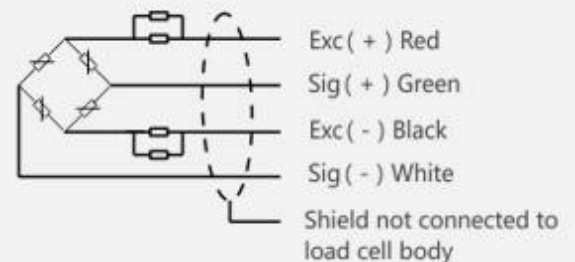 Exc ( + ) Red
Sig ( + ) Green
Exc ( - ) Black
Sig ( - ) White
Shield not connected to
load cell body